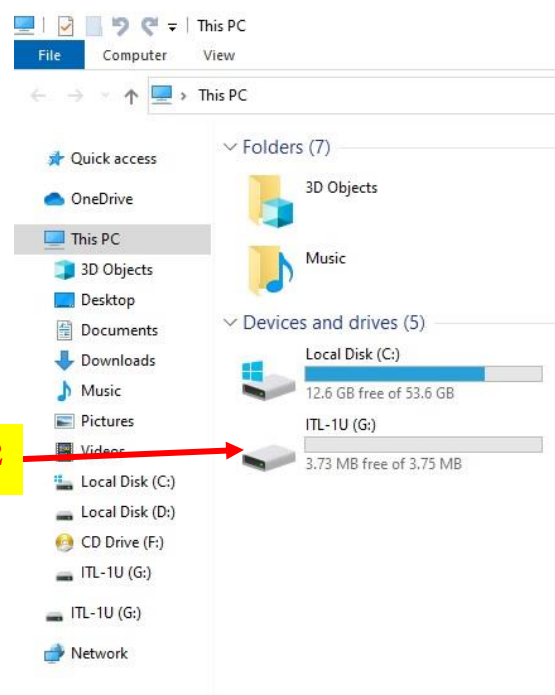 This PC
File Computer View
This PC
Quick access
OneDrive
This PC
3D Objects
Desktop
Documents
Downloads
Music
Pictures
Videos
Local Disk (C:)
Local Disk (D:)
CD Drive (F:)
ITL-1U (G:)
ITL-1U (G:)
Network
Folders (7)
3D Objects
Music
Devices and drives (5)
Local Disk (C:)
12.6 GB free of 53.6 GB
ITL-1U (G:)
3.73 MB free of 3.75 MB